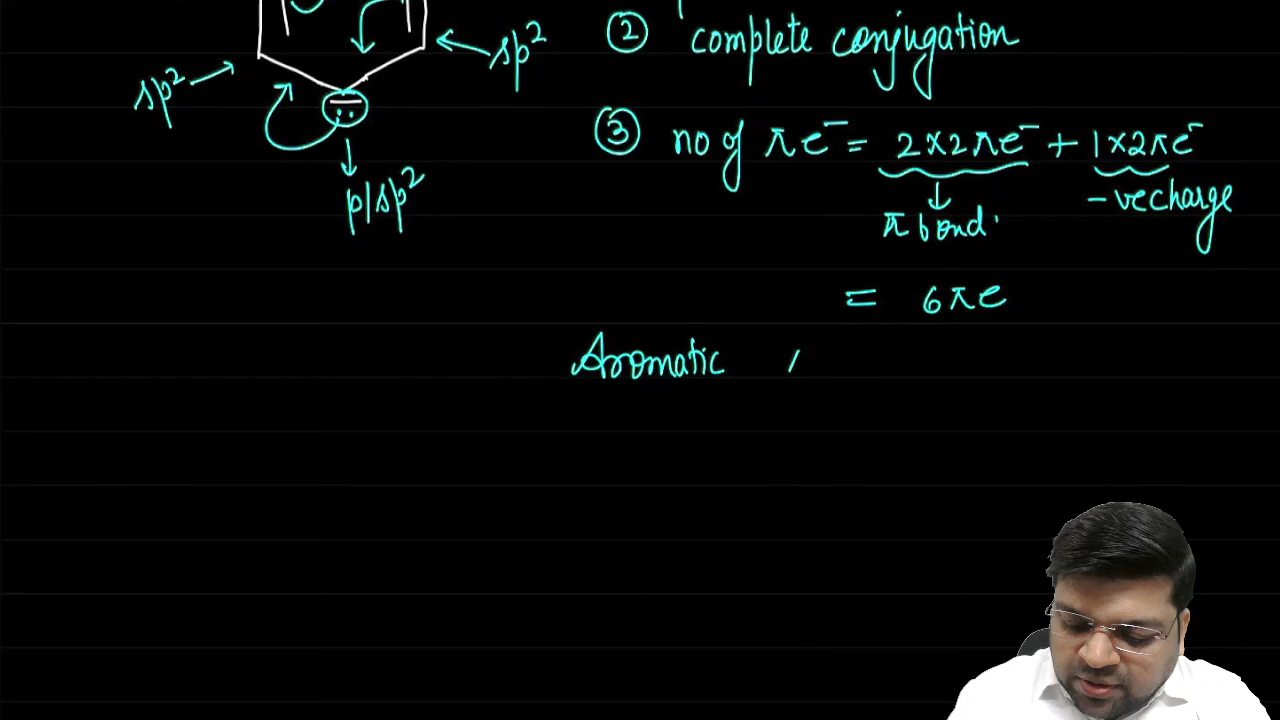 ② complete conjugation
sp² → ← sp²
③ no of πe⁻ = 2×2πe⁻ + 1×2πe⁻
↓ -ve charge
π bond
p/sp²
= 6πe
Aromatic